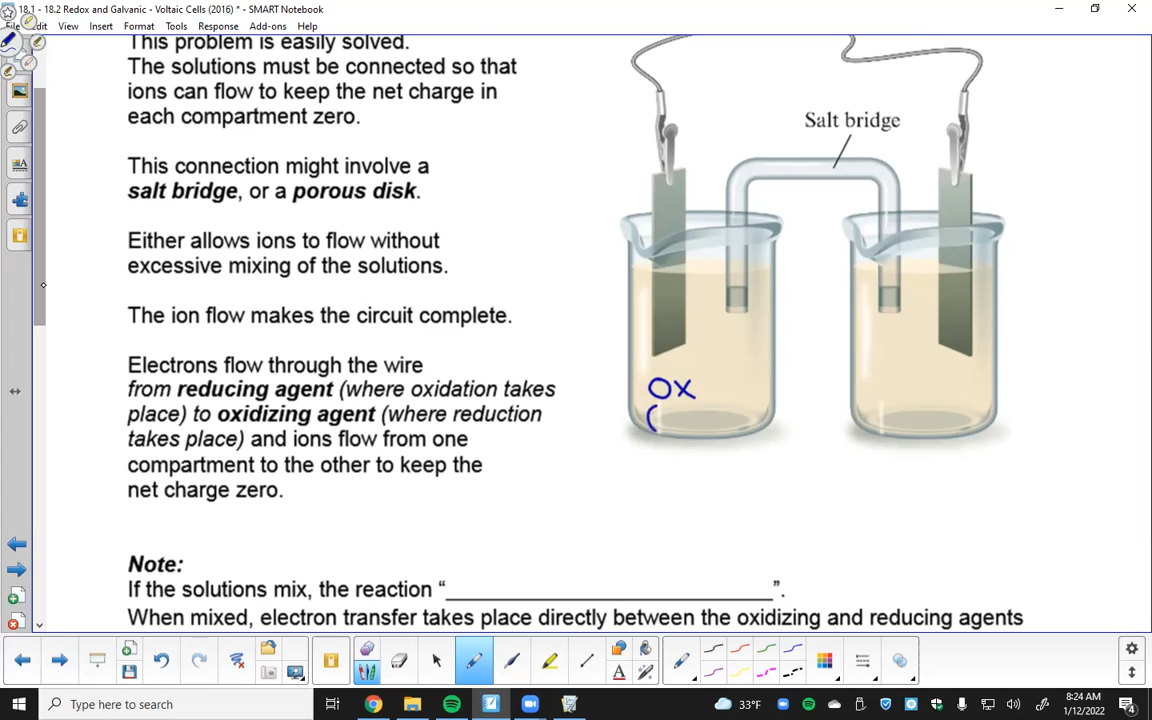 18.1 - 18.2 Redox and Galvanic - Voltaic Cells (2016) * - SMART Notebook
View Insert Format Tools Support Add-ons Help
This problem is easily solved.
The solutions must be connected so that
ions can flow to keep the net charge in
each compartment zero.
This connection might involve a
salt bridge, or a porous disk.
Either allows ions to flow without
excessive mixing of the solutions.
The ion flow makes the circuit complete.
Electrons flow through the wire
from reducing agent (where oxidation takes
place) to oxidizing agent (where reduction
takes place) and ions flow from one
compartment to the other to keep the
net charge zero.
Salt bridge
OX
(
Note:
If the solutions mix, the reaction “____________________________”.
When mixed, electron transfer takes place directly between the oxidizing and reducing agents
Type here to search
33°F
8:24 AM
1/12/2022
4